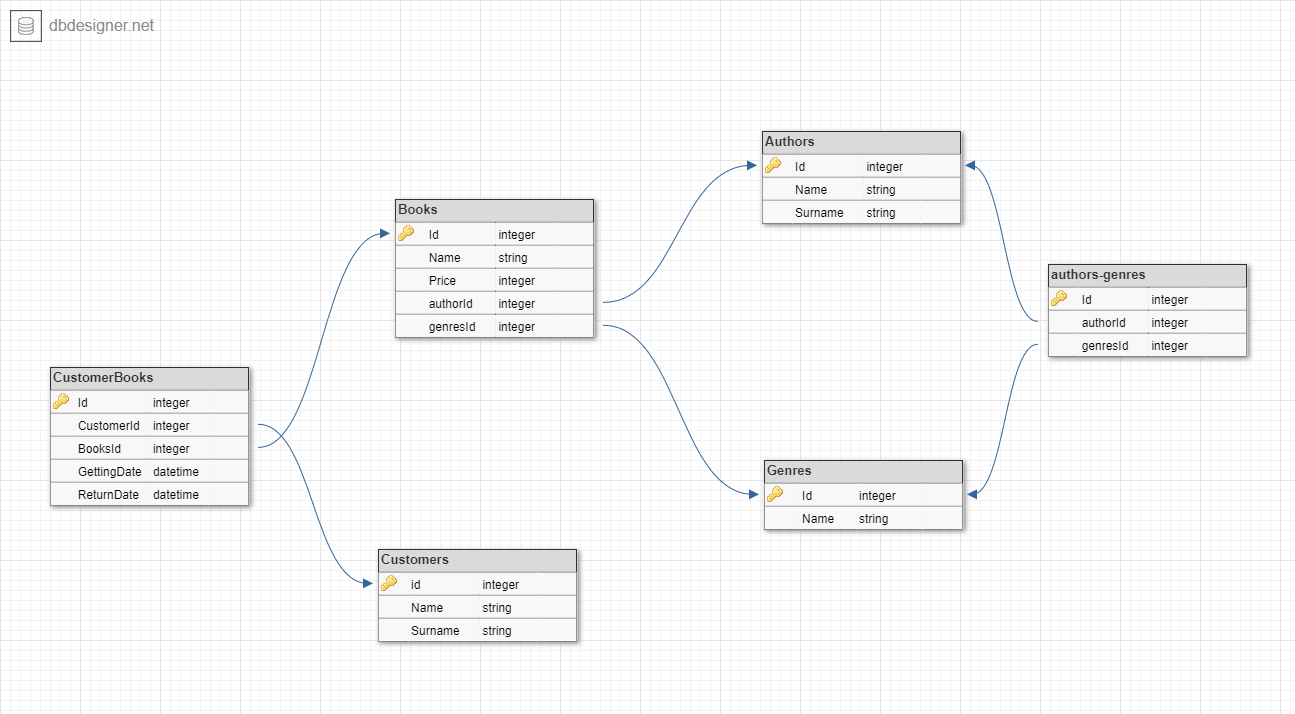 dbdesigner.net
Authors
Id integer
Name string
Surname string
Books
Id integer
Name string
Price integer
authorId integer
genresId integer
authors-genres
Id integer
authorId integer
genresId integer
CustomerBooks
Id integer
CustomerId integer
BooksId integer
GettingDate datetime
ReturnDate datetime
Genres
Id integer
Name string
Customers
id integer
Name string
Surname string